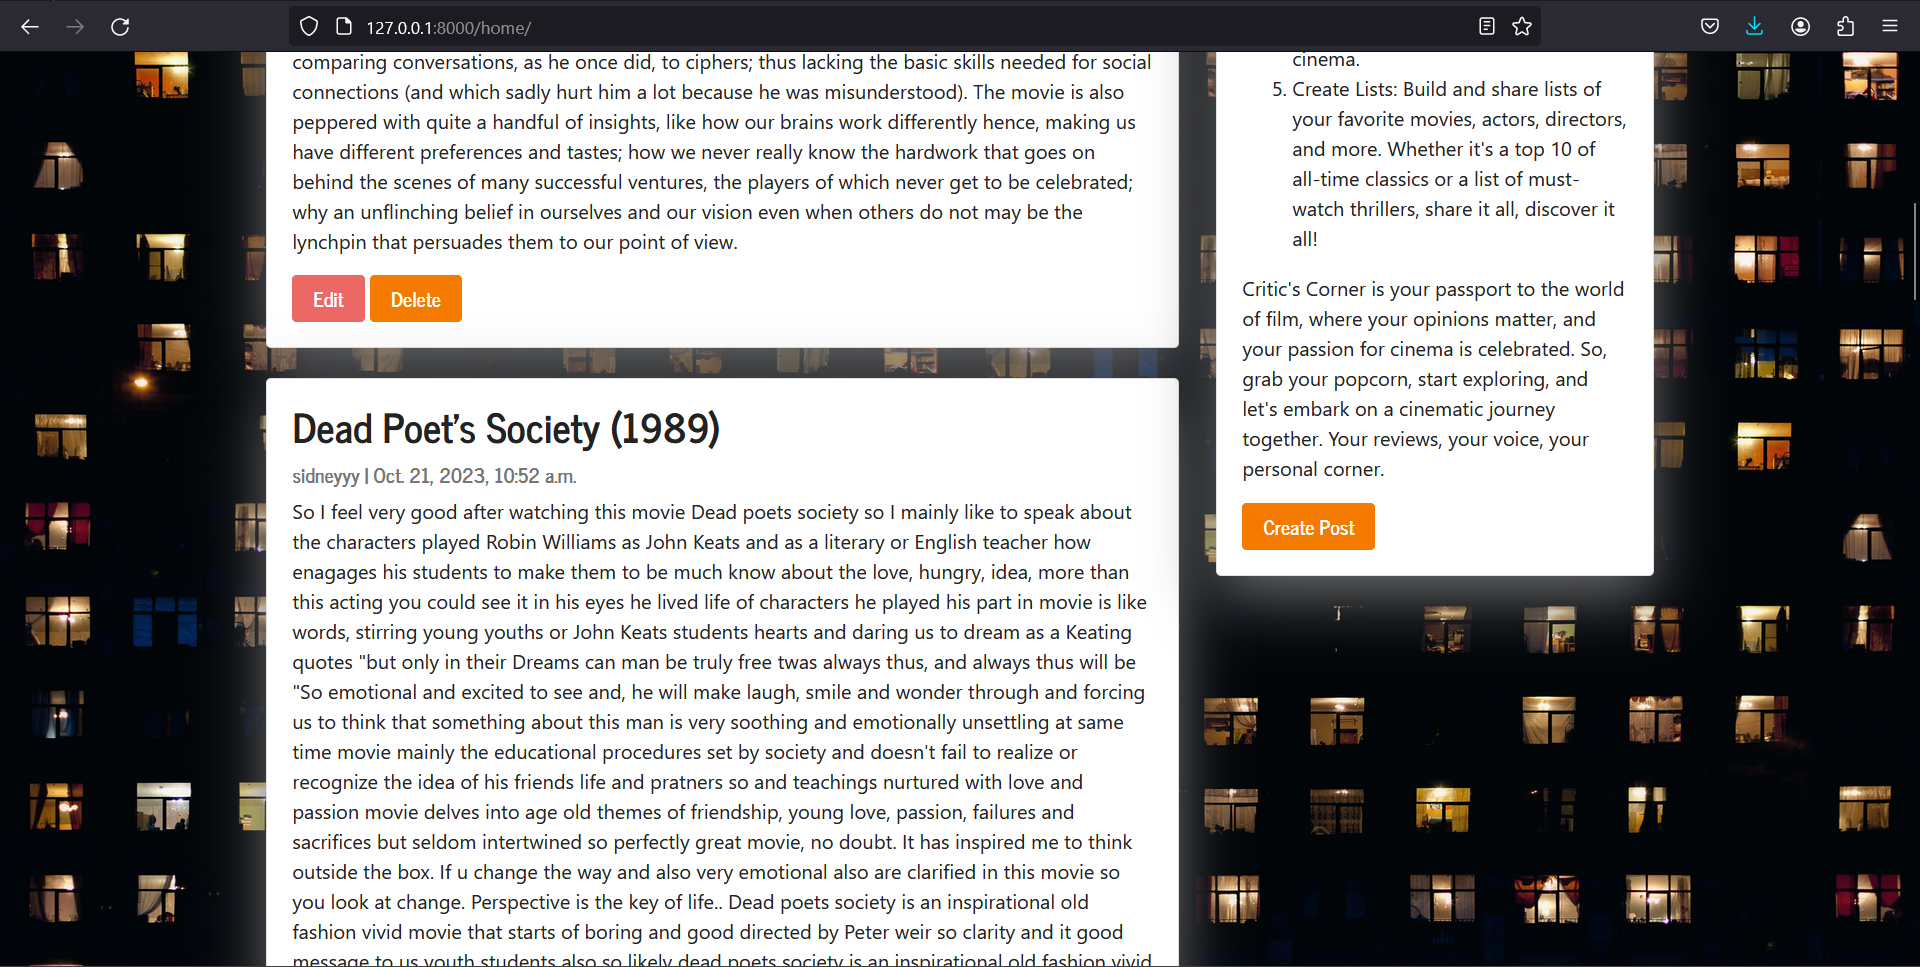 127.0.0.1:8000/home/
comparing conversations, as he once did, to ciphers; thus lacking the basic skills needed for social
connections (and which sadly hurt him a lot because he was misunderstood). The movie is also
peppered with quite a handful of insights, like how our brains work differently hence, making us
have different preferences and tastes; how we never really know the hardwork that goes on
behind the scenes of many successful ventures, the players of which never get to be celebrated;
why an unflinching belief in ourselves and our vision even when others do not may be the
lynchpin that persuades them to our point of view.
Edit
Delete
Dead Poet's Society (1989)
sidneyyy | Oct. 21, 2023, 10:52 a.m.
So I feel very good after watching this movie Dead poets society so I mainly like to speak about
the characters played Robin Williams as John Keats and as a literary or English teacher how
enagages his students to make them to be much know about the love, hungry, idea, more than
this acting you could see it in his eyes he lived life of characters he played his part in movie is like
words, stirring young youths or John Keats students hearts and daring us to dream as a Keating
quotes "but only in their Dreams can man be truly free twas always thus, and always thus will be
"So emotional and excited to see and, he will make laugh, smile and wonder through and forcing
us to think that something about this man is very soothing and emotionally unsettling at same
time movie mainly the educational procedures set by society and doesn't fail to realize or
recognize the idea of his friends life and pratners so and teachings nurtured with love and
passion movie delves into age old themes of friendship, young love, passion, failures and
sacrifices but seldom intertwined so perfectly great movie, no doubt. It has inspired me to think
outside the box. If u change the way and also very emotional also are clarified in this movie so
you look at change. Perspective is the key of life.. Dead poets society is an inspirational old
fashion vivid movie that starts of boring and good directed by Peter weir so clarity and it good
message to us youth students also so likely dead poets society is an inspirational old fashion vivid
cinema.
5. Create Lists: Build and share lists of
your favorite movies, actors, directors,
and more. Whether it's a top 10 of
all-time classics or a list of must-
watch thrillers, share it all, discover it
all!
Critic's Corner is your passport to the world
of film, where your opinions matter, and
your passion for cinema is celebrated. So,
grab your popcorn, start exploring, and
let's embark on a cinematic journey
together. Your reviews, your voice, your
personal corner.
Create Post